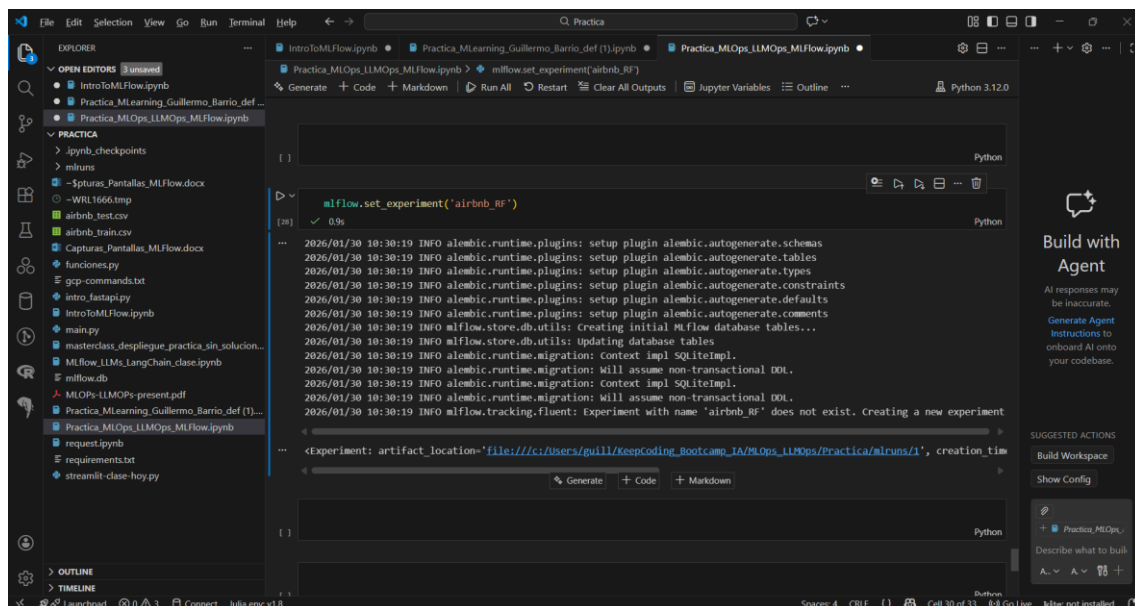 File Edit Selection View Go Run Terminal Help
Practica
EXPLORER
OPEN EDITORS 3 unsaved
IntroToMLFlow.ipynb
Practica_MLearning_Guillermo_Barrio_def ...
Practica_MLOps_LLMOps_MLFlow.ipynb
PRACTICA
.ipynb_checkpoints
mlruns
~$pturas_Pantallas_MLFlow.docx
~WRL1666.tmp
airbnb_test.csv
airbnb_train.csv
Capturas_Pantallas_MLFlow.docx
funciones.py
gcp-commands.txt
intro_fastapi.py
IntroToMLFlow.ipynb
main.py
masterclass_despliegue_practica_sin_solucion...
MLflow_LLMs_LangChain_clase.ipynb
mlflow.db
MLOPs-LLMOPs-present.pdf
Practica_MLearning_Guillermo_Barrio_def (1)....
Practica_MLOps_LLMOps_MLFlow.ipynb
request.ipynb
requirements.txt
streamlit-clase-hoy.py
OUTLINE
TIMELINE
IntroToMLFlow.ipynb Practica_MLearning_Guillermo_Barrio_def (1).ipynb Practica_MLOps_LLMOps_MLFlow.ipynb
Practica_MLOps_LLMOps_MLFlow.ipynb > mlflow.set_experiment('airbnb_RF')
Generate + Code + Markdown Run All Restart Clear All Outputs Jupyter Variables Outline ... Python 3.12.0
[ ] Python
mlflow.set_experiment('airbnb_RF')
[28] 0.9s Python
2026/01/30 10:30:19 INFO alembic.runtime.plugins: setup plugin alembic.autogenerate.schemas
2026/01/30 10:30:19 INFO alembic.runtime.plugins: setup plugin alembic.autogenerate.tables
2026/01/30 10:30:19 INFO alembic.runtime.plugins: setup plugin alembic.autogenerate.types
2026/01/30 10:30:19 INFO alembic.runtime.plugins: setup plugin alembic.autogenerate.constraints
2026/01/30 10:30:19 INFO alembic.runtime.plugins: setup plugin alembic.autogenerate.defaults
2026/01/30 10:30:19 INFO alembic.runtime.plugins: setup plugin alembic.autogenerate.comments
2026/01/30 10:30:19 INFO mlflow.store.db.utils: Creating initial MLflow database tables...
2026/01/30 10:30:19 INFO mlflow.store.db.utils: Updating database tables
2026/01/30 10:30:19 INFO alembic.runtime.migration: Context impl SQLiteImpl.
2026/01/30 10:30:19 INFO alembic.runtime.migration: Will assume non-transactional DDL.
2026/01/30 10:30:19 INFO alembic.runtime.migration: Context impl SQLiteImpl.
2026/01/30 10:30:19 INFO alembic.runtime.migration: Will assume non-transactional DDL.
2026/01/30 10:30:19 INFO mlflow.tracking.fluent: Experiment with name 'airbnb_RF' does not exist. Creating a new experiment
<Experiment: artifact_location='file:///c:/Users/guill/KeepCoding_Bootcamp_IA/MLOps_LLMOps/Practica/mlruns/1', creation_tim
Generate + Code + Markdown
[ ] Python
Python
Build with
Agent
AI responses may
be inaccurate.
Generate Agent
Instructions to
onboard AI onto
your codebase.
SUGGESTED ACTIONS
Build Workspace
Show Config
Practica_MLOps_
Describe what to buil
Launchpad 0 3 Connect Julia env: v1.8 Spaces: 4 CRLF Cell 30 of 33 Go Live kite: not installed